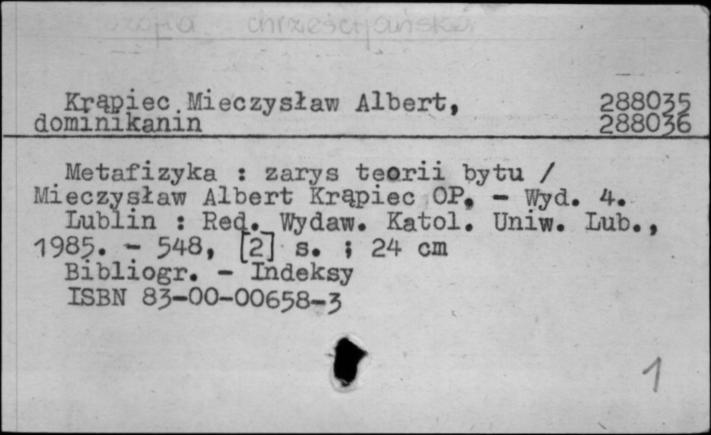 chrześcijańska
Krąpiec Mieczysław Albert, 288035
dominikanin 288036
Metafizyka : zarys teorii bytu /
Mieczysław Albert Krąpiec OP. - Wyd. 4.
Lublin : Red. Wydaw. Katol. Uniw. Lub.,
1985. - 548, [2] s. ; 24 cm
Bibliogr. - Indeksy
ISBN 83-00-00658-3
1